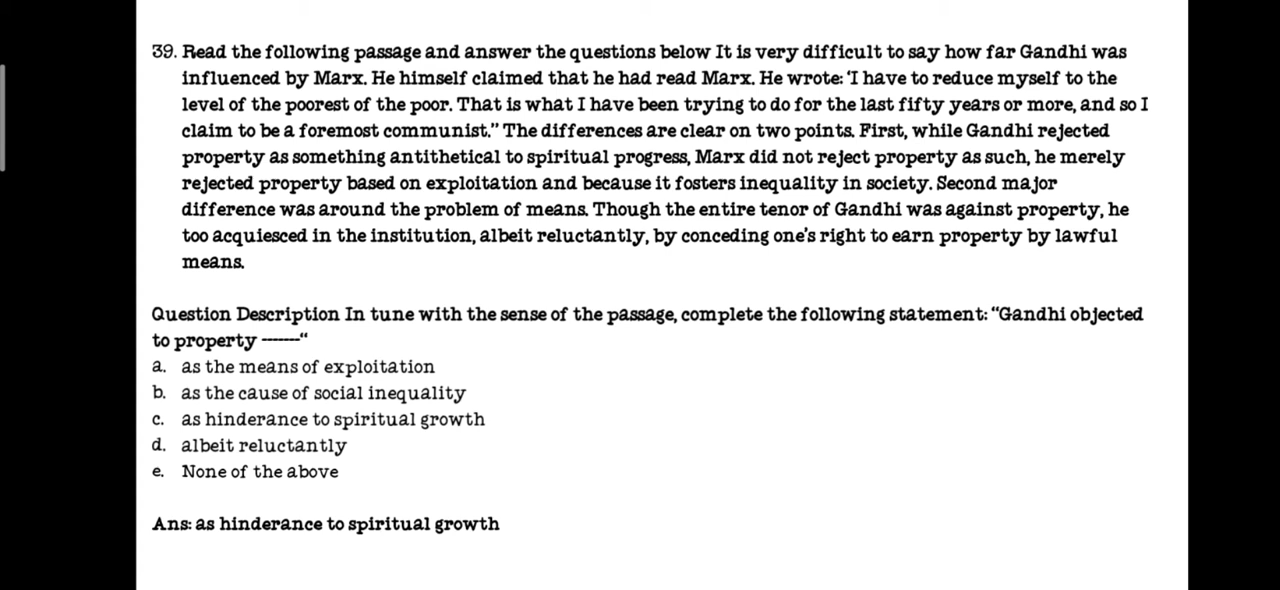 39. Read the following passage and answer the questions below It is very difficult to say how far Gandhi was
influenced by Marx. He himself claimed that he had read Marx. He wrote: 'I have to reduce myself to the
level of the poorest of the poor. That is what I have been trying to do for the last fifty years or more, and so I
claim to be a foremost communist.” The differences are clear on two points. First, while Gandhi rejected
property as something antithetical to spiritual progress, Marx did not reject property as such, he merely
rejected property based on exploitation and because it fosters inequality in society. Second major
difference was around the problem of means. Though the entire tenor of Gandhi was against property, he
too acquiesced in the institution, albeit reluctantly, by conceding one's right to earn property by lawful
means.
Question Description In tune with the sense of the passage, complete the following statement: “Gandhi objected
to property -------“
a. as the means of exploitation
b. as the cause of social inequality
c. as hinderance to spiritual growth
d. albeit reluctantly
e. None of the above
Ans: as hinderance to spiritual growth